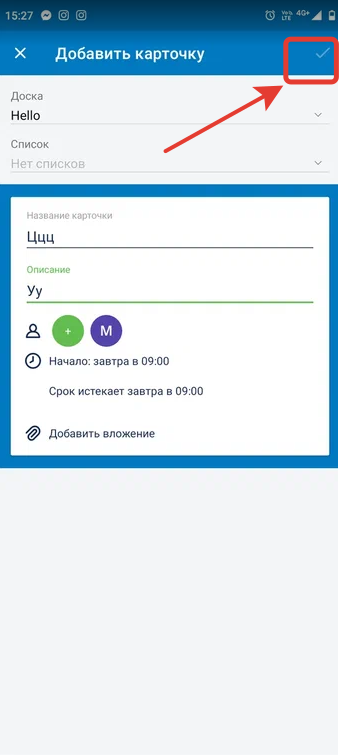 15:27
Vo)) LTE 4G+
Добавить карточку
Доска
Hello
Список
Нет списков
Название карточки
Ццц
Описание
Уу
+ M
Начало: завтра в 09:00
Срок истекает завтра в 09:00
Добавить вложение